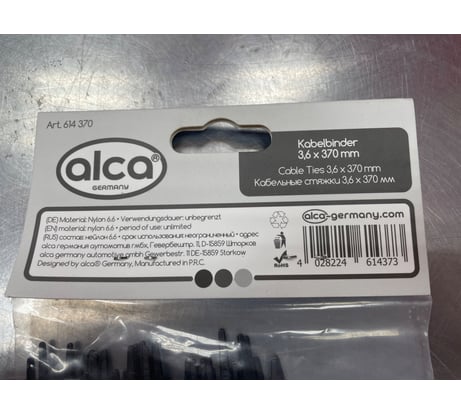 Art. 614 370
alca®
GERMANY
Kabelbinder
3,6 x 370 mm
Cable Ties 3,6 x 370 mm
Кабельные стяжки 3,6 x 370 мм
(DE) Material: Nylon 6.6 • Verwendungsdauer: unbegrenzt
(EN) material: nylon 6.6 • period of use: unlimited
(RUS) состав: нейлон 6.6 • срок использования: неограниченный • адрес
алса германия аутомотив гмбх, Гевербештр. 11, D-15859 Шторков
alca germany automotive gmbh Gewerbestr. 11 DE-15859 Storkow
Designed by alca® Germany, Manufactured in P.R.C.
alca-germany.com
RoHS
4 028224 614373